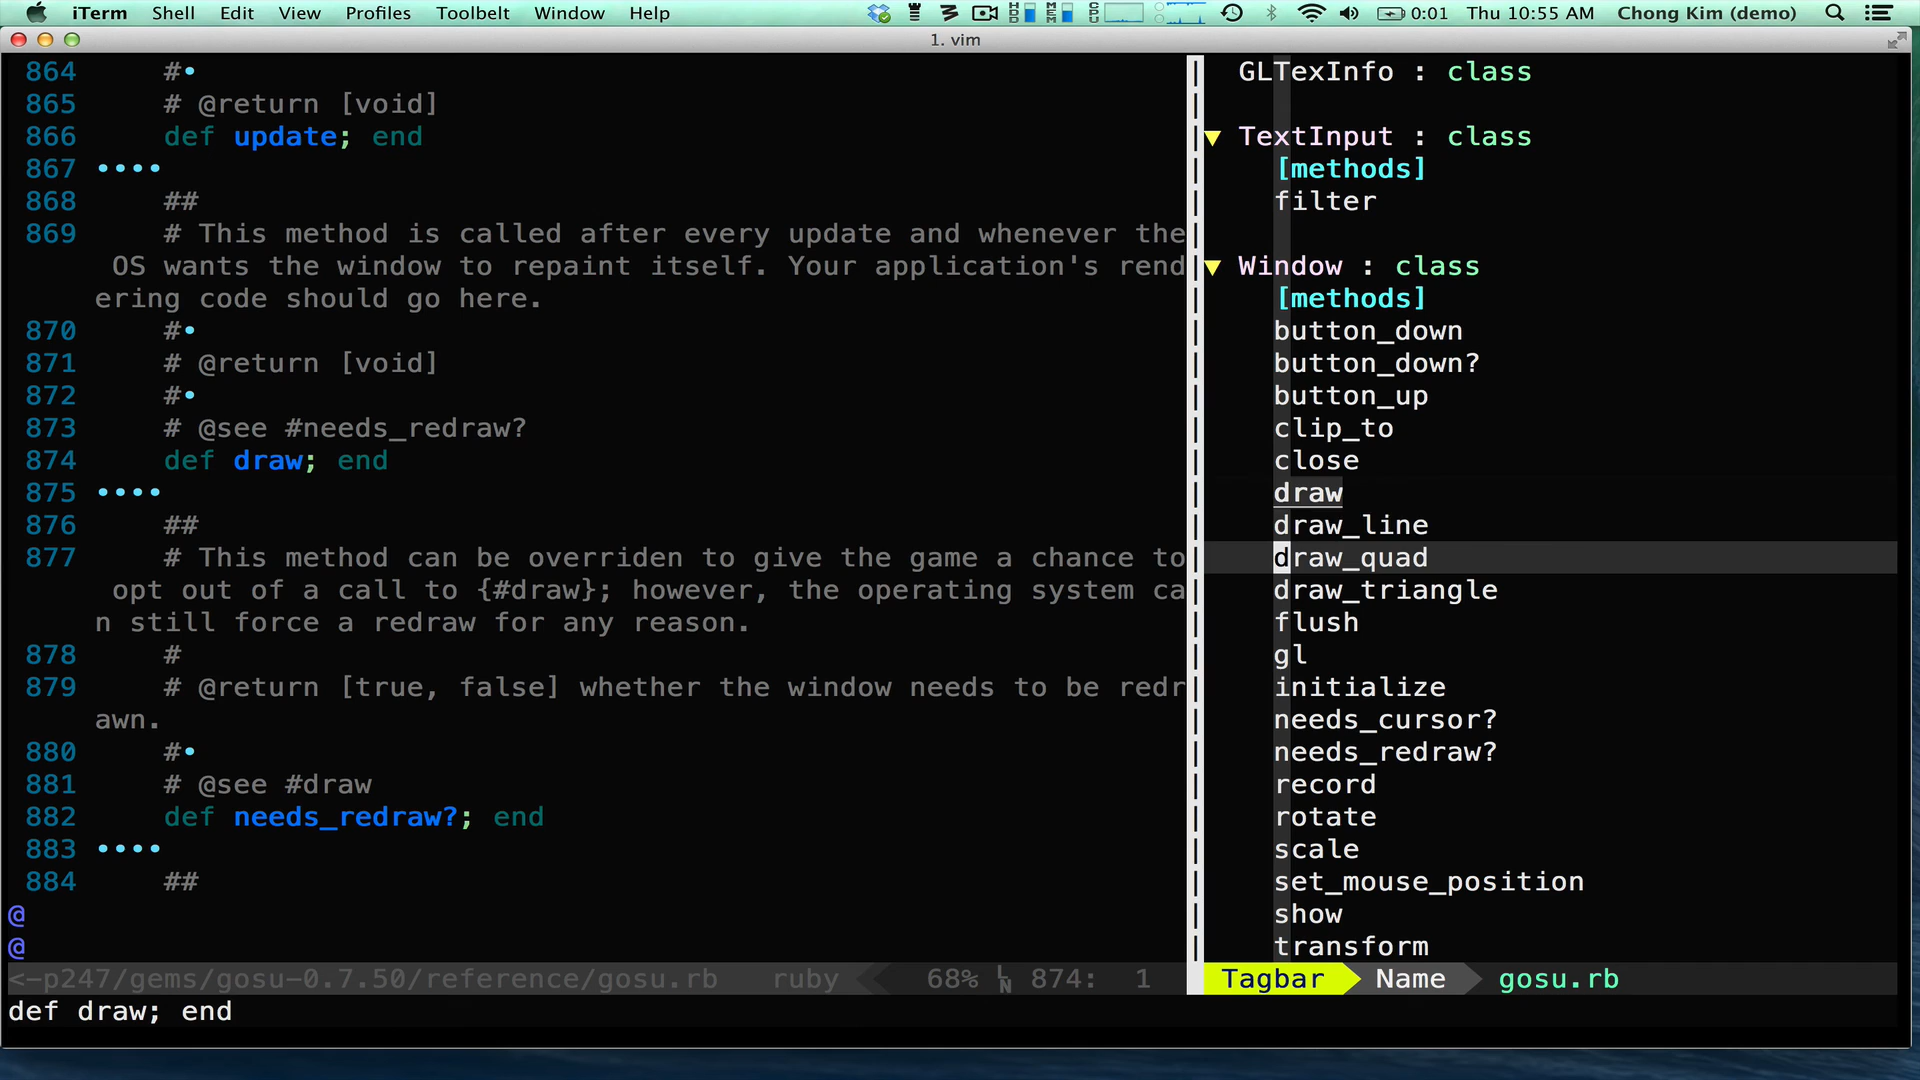 iTerm Shell Edit View Profiles Toolbelt Window Help HDD MEM CPU 0:01 Thu 10:55 AM Chong Kim (demo)
1. vim
864 #•
865 # @return [void]
866 def update; end
867 ••••
868 ##
869 # This method is called after every update and whenever the
OS wants the window to repaint itself. Your application's rend
ering code should go here.
870 #•
871 # @return [void]
872 #•
873 # @see #needs_redraw?
874 def draw; end
875 ••••
876 ##
877 # This method can be overriden to give the game a chance to
opt out of a call to {#draw}; however, the operating system ca
n still force a redraw for any reason.
878 #
879 # @return [true, false] whether the window needs to be redr
awn.
880 #•
881 # @see #draw
882 def needs_redraw?; end
883 ••••
884 ##
@
@
<-p247/gems/gosu-0.7.50/reference/gosu.rb ruby 68% LN 874: 1
def draw; end
GLTexInfo : class
▼ TextInput : class
[methods]
filter
▼ Window : class
[methods]
button_down
button_down?
button_up
clip_to
close
draw
draw_line
draw_quad
draw_triangle
flush
gl
initialize
needs_cursor?
needs_redraw?
record
rotate
scale
set_mouse_position
show
transform
Tagbar Name gosu.rb